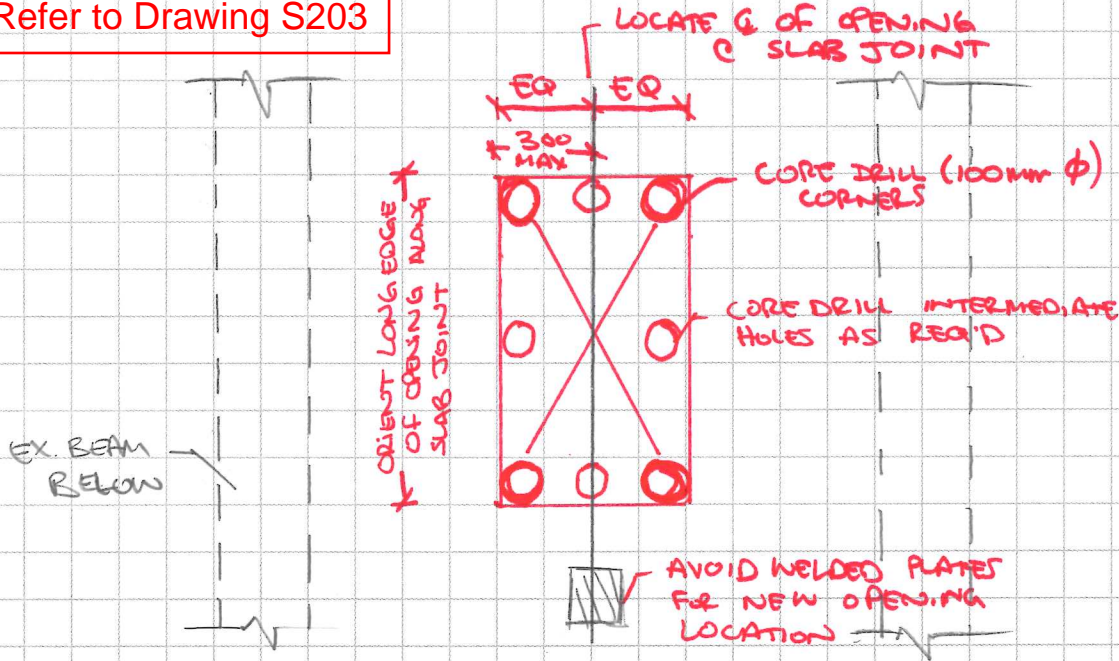 Refer to Drawing S203
LOCATE ℄ OF OPENING
@ SLAB JOINT
EQ EQ
300
MAX
CORE DRILL (100mm ϕ)
CORNERS
ORIENT LONG EDGE
OF OPENING ALONG
SLAB JOINT
CORE DRILL INTERMEDIATE
HOLES AS REQ'D
EX. BEAM
BELOW
AVOID WELDED PLATES
FOR NEW OPENING
LOCATION